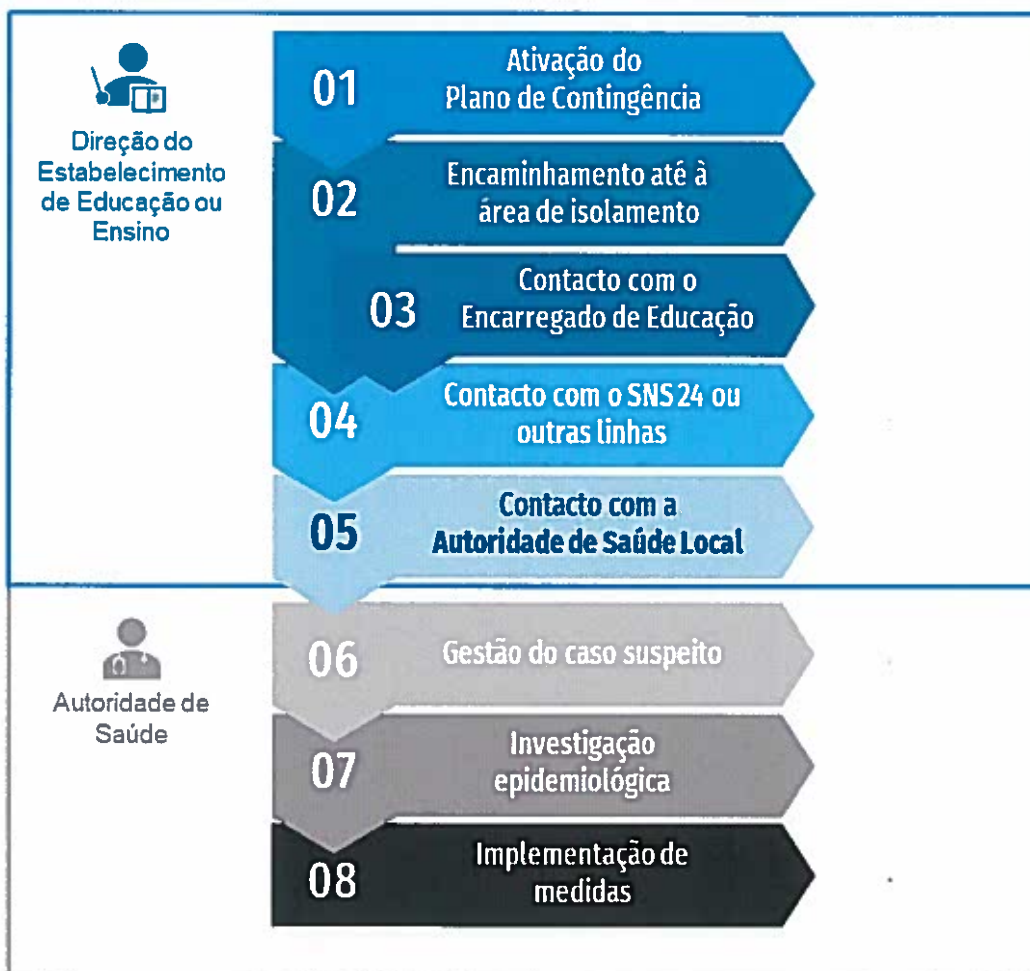 Direção do
Estabelecimento
de Educação ou
Ensino
01
Ativação do
Plano de Contingência
02
Encaminhamento até à
área de isolamento
03
Contacto com o
Encarregado de Educação
04
Contacto com o SNS 24 ou
outras linhas
05
Contacto com a
Autoridade de Saúde Local
Autoridade de
Saúde
06
Gestão do caso suspeito
07
Investigação
epidemiológica
08
Implementação de
medidas